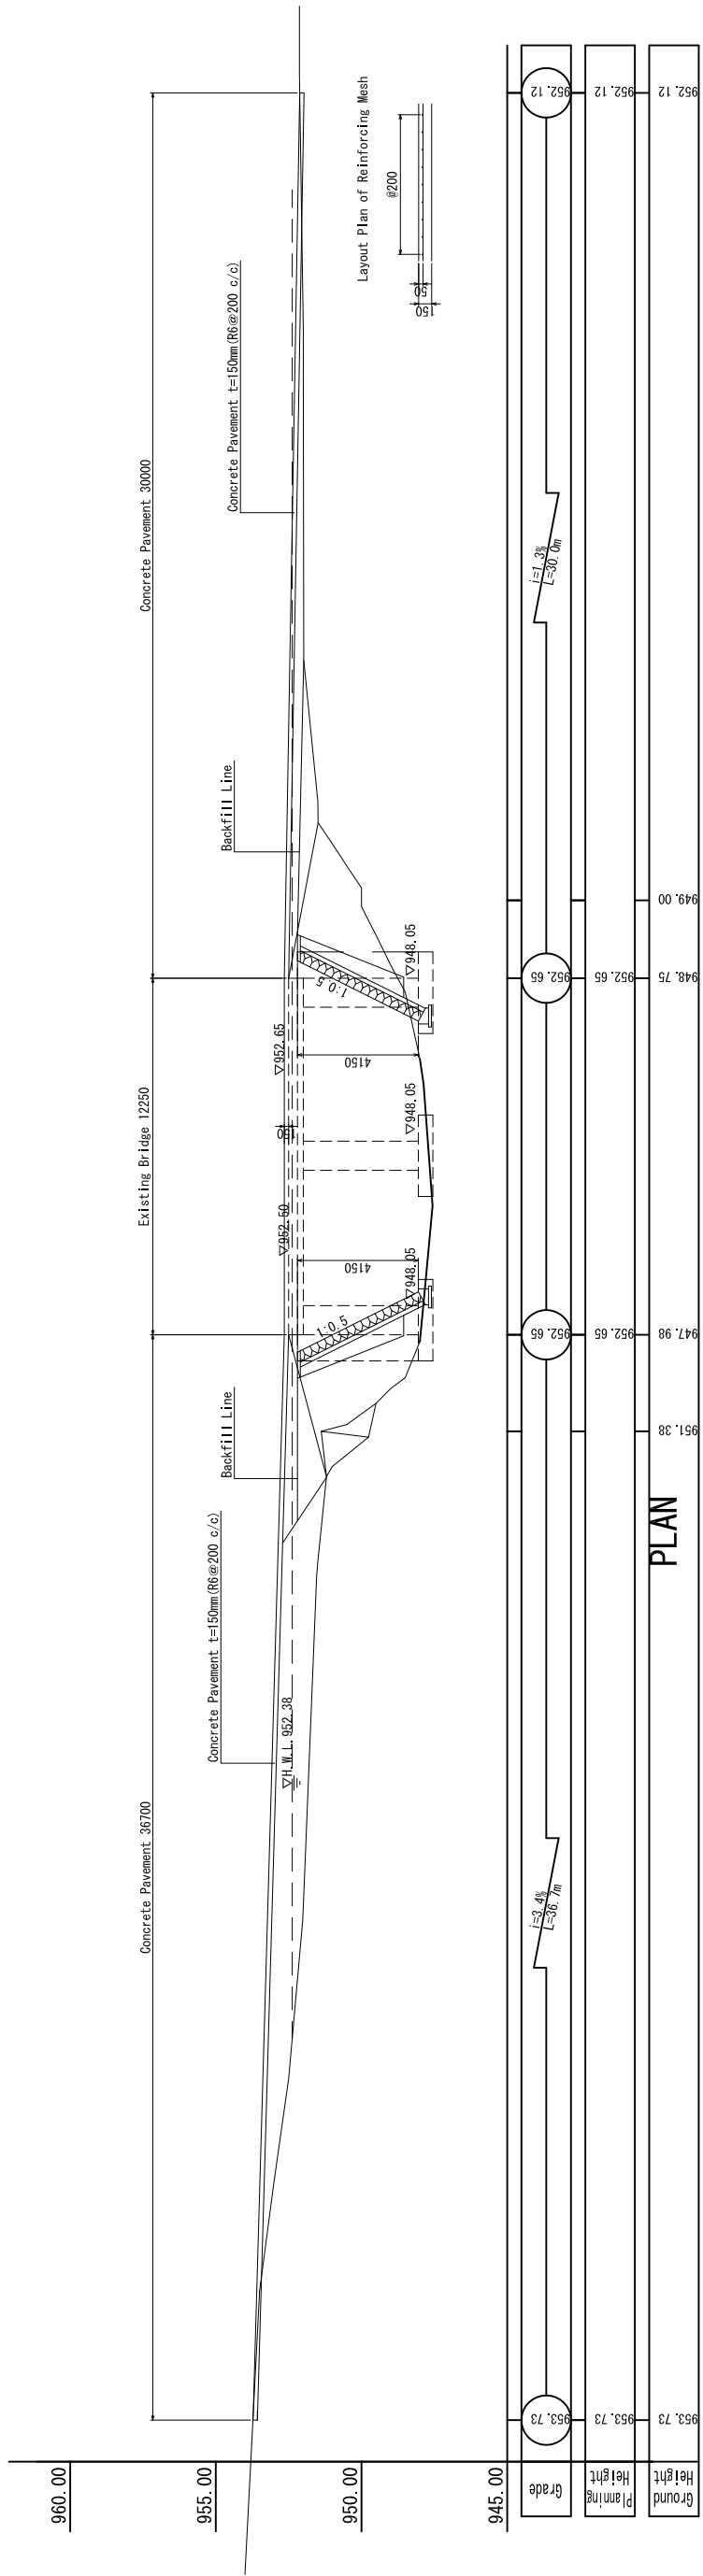 Concrete Pavement 36700
Existing Bridge 12250
Concrete Pavement 30000
Concrete Pavement t=150mm(R6@200 c/c)
Backfill Line
Backfill Line
Concrete Pavement t=150mm(R6@200 c/c)
Layout Plan of Reinforcing Mesh
@200
50
150
▽H.W.L. 952.38
▽952.50
▽952.65
150
1:0.5
1:0.5
4150
4150
▽948.05
▽948.05
▽948.05
960.00
955.00
950.00
945.00
Grade
953.73
i=3.4%
L=36.7m
952.65
952.65
i=1.3%
L=30.0m
952.12
Planning
Height
953.73
952.65
952.65
952.12
Ground
Height
953.73
951.38
947.98
948.75
949.00
952.12
PLAN